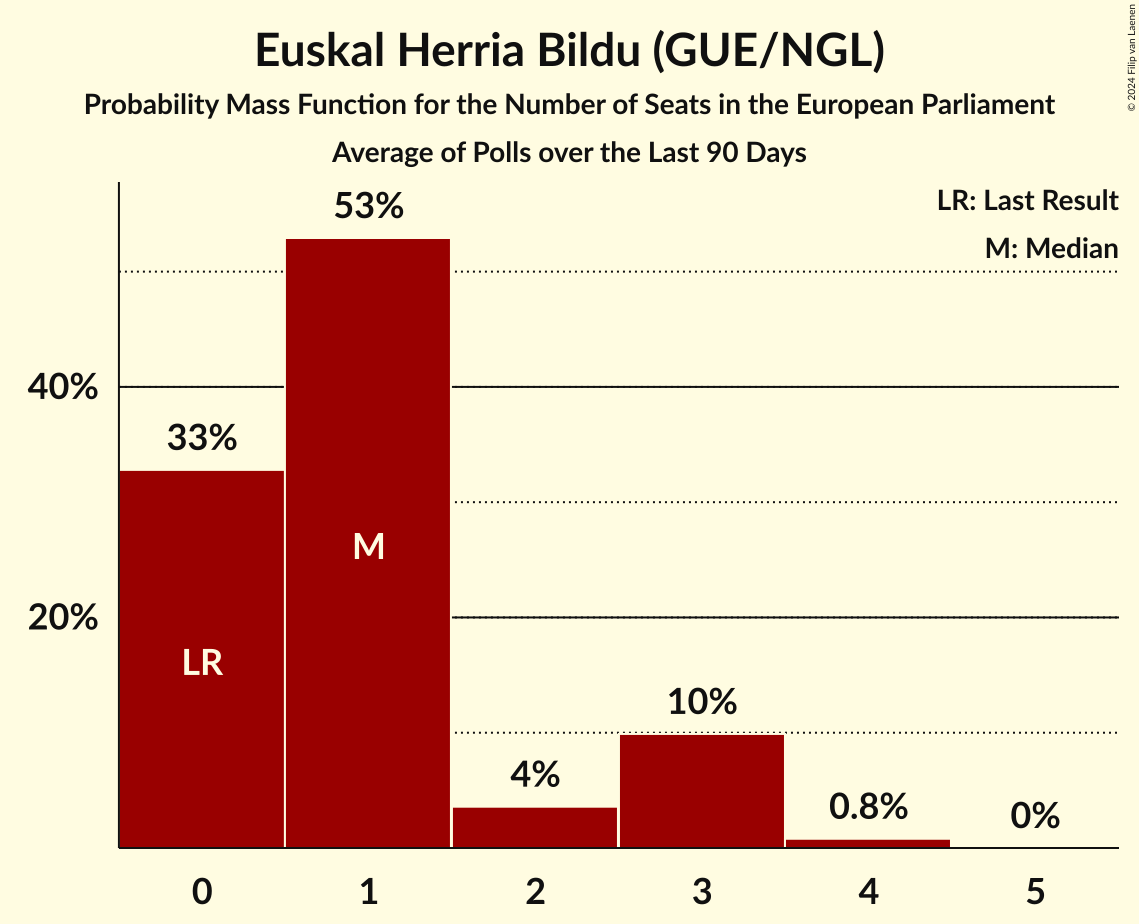 Euskal Herria Bildu (GUE/NGL)
Probability Mass Function for the Number of Seats in the European Parliament
Average of Polls over the Last 90 Days
© 2024 Filip van Laenen
LR: Last Result
M: Median
53%
40%
33%
M
20%
LR
10%
4%
0.8%
0%
0 1 2 3 4 5